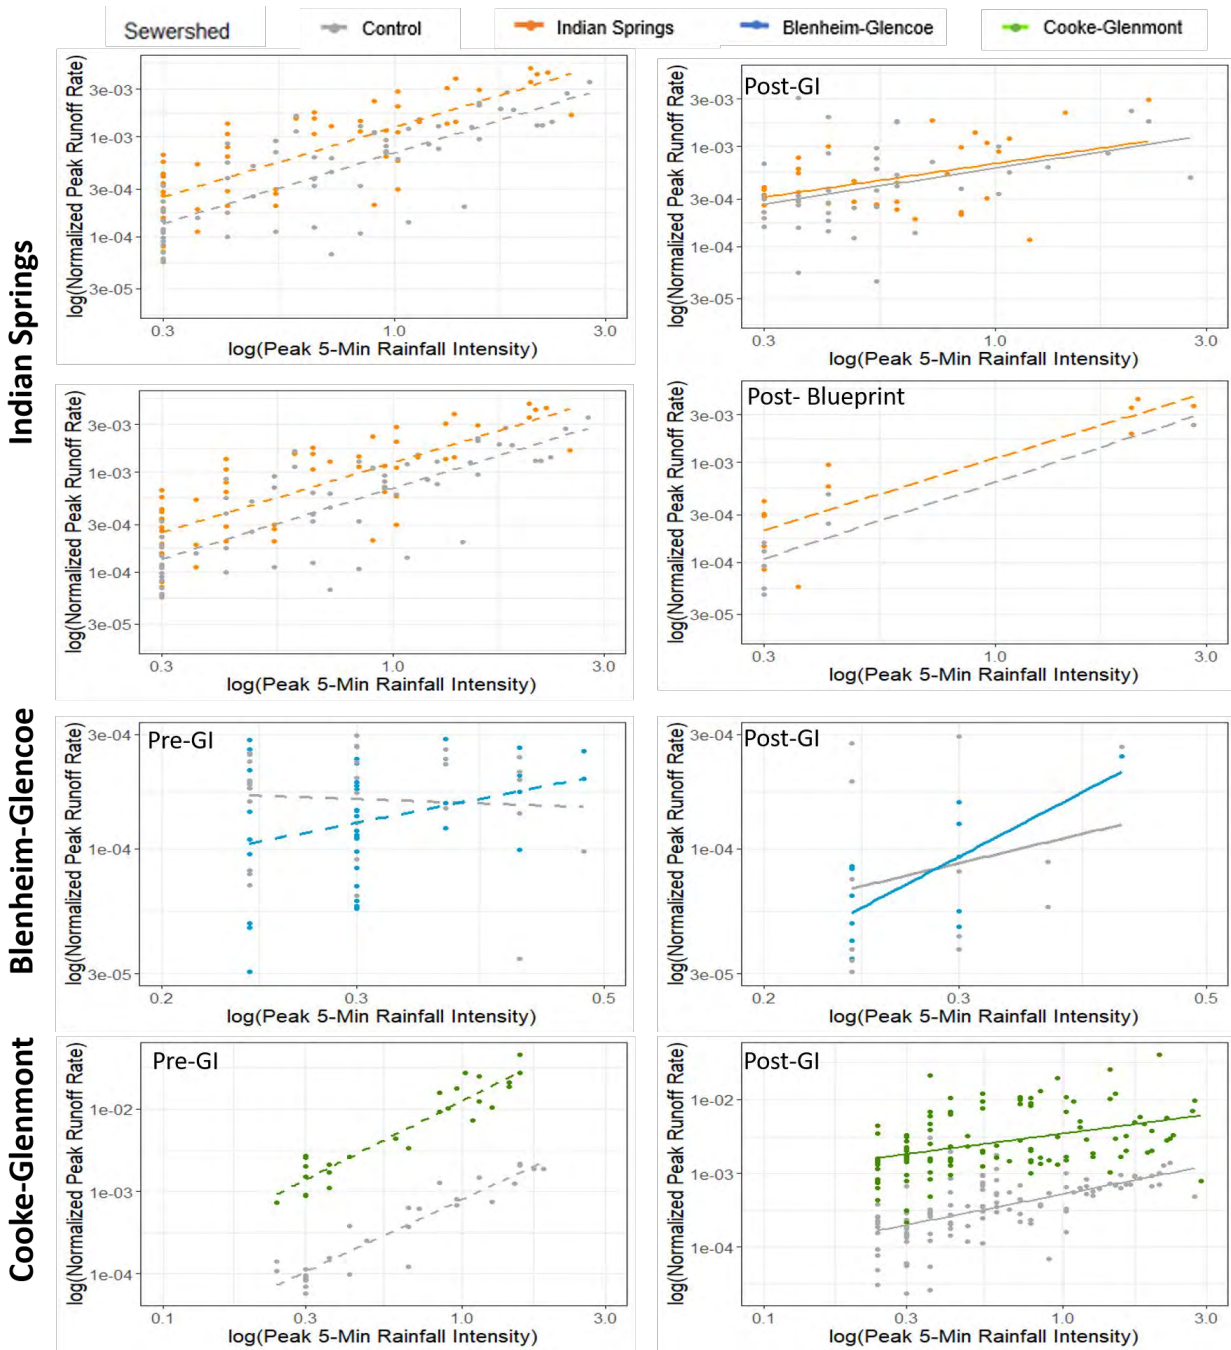 Sewershed
Control
Indian Springs
Blenheim-Glencoe
Cooke-Glenmont
Indian Springs
log(Normalized Peak Runoff Rate)
3e-03
1e-03
3e-04
1e-04
3e-05
0.3
1.0
3.0
log(Peak 5-Min Rainfall Intensity)
Post-GI
log(Normalized Peak Runoff Rate)
3e-03
1e-03
3e-04
1e-04
3e-05
0.3
1.0
3.0
log(Peak 5-Min Rainfall Intensity)
log(Normalized Peak Runoff Rate)
3e-03
1e-03
3e-04
1e-04
3e-05
0.3
1.0
3.0
log(Peak 5-Min Rainfall Intensity)
Post- Blueprint
log(Normalized Peak Runoff Rate)
3e-03
1e-03
3e-04
1e-04
3e-05
0.3
1.0
3.0
log(Peak 5-Min Rainfall Intensity)
Blenheim-Glencoe
Pre-GI
log(Normalized Peak Runoff Rate)
3e-04
1e-04
3e-05
0.2
0.3
0.5
log(Peak 5-Min Rainfall Intensity)
Post-GI
log(Normalized Peak Runoff Rate)
3e-04
1e-04
3e-05
0.2
0.3
0.5
log(Peak 5-Min Rainfall Intensity)
Cooke-Glenmont
Pre-GI
log(Normalized Peak Runoff Rate)
1e-02
1e-03
1e-04
0.1
0.3
1.0
3.0
log(Peak 5-Min Rainfall Intensity)
Post-GI
log(Normalized Peak Runoff Rate)
1e-02
1e-03
1e-04
0.1
0.3
1.0
3.0
log(Peak 5-Min Rainfall Intensity)